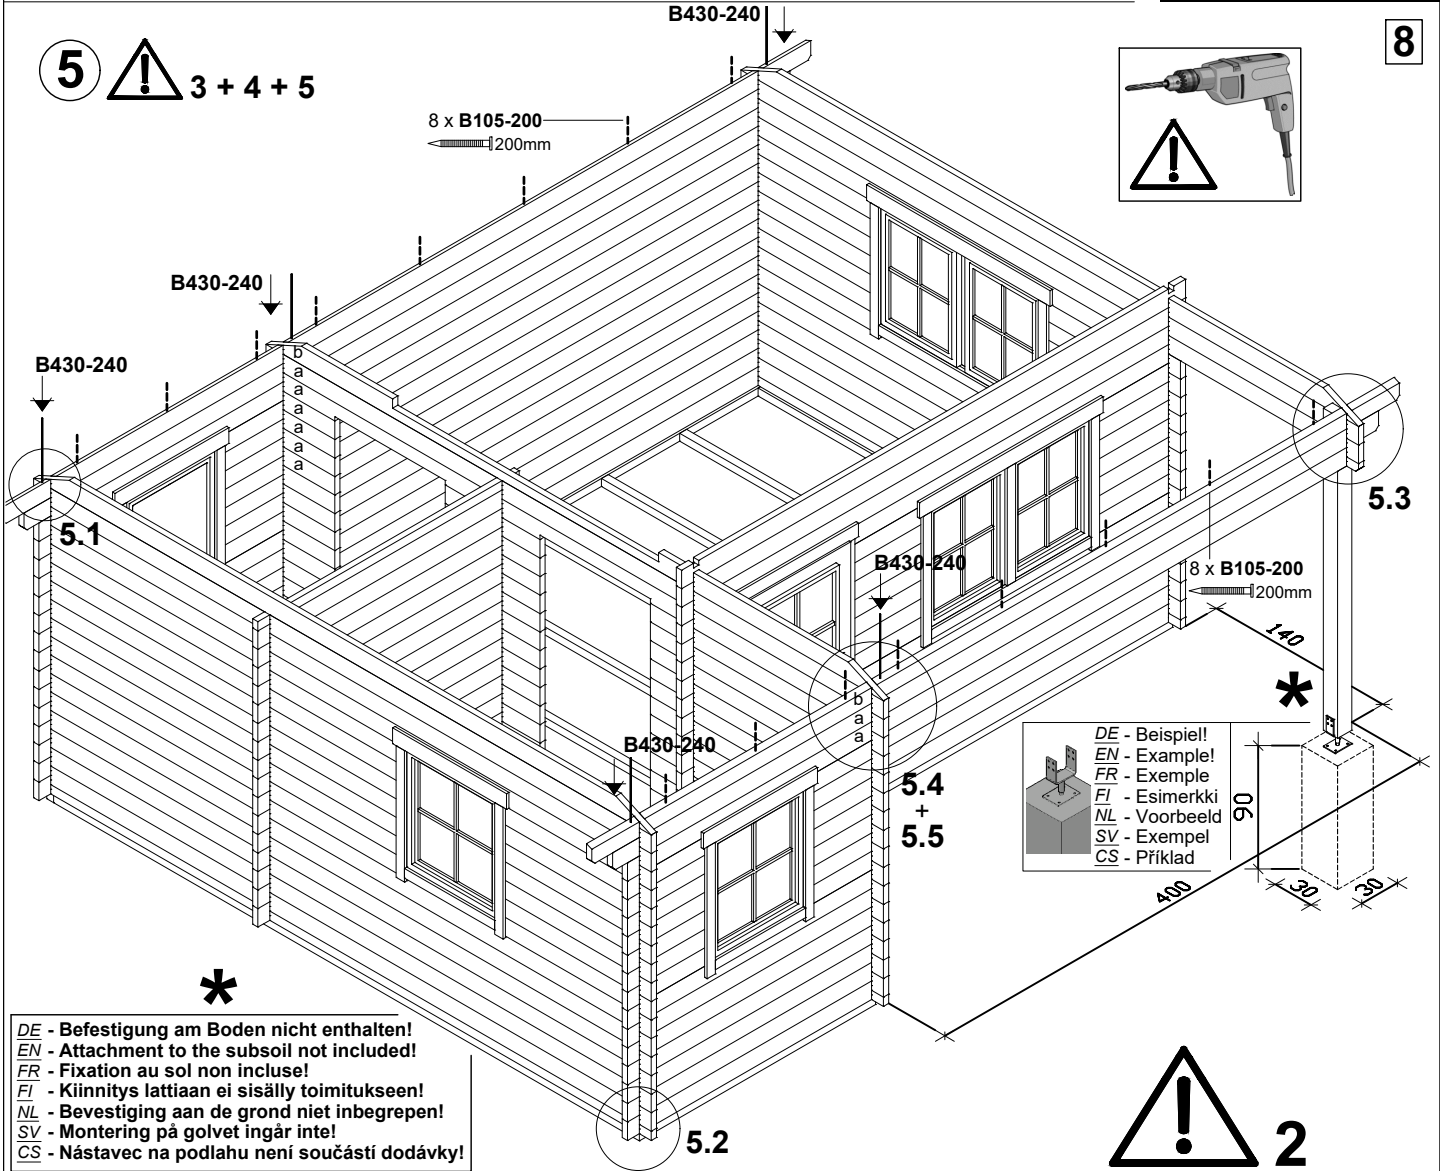 B430-240
8
5
3 + 4 + 5
8 x B105-200
200mm
B430-240
B430-240
b
a
a
a
a
a
a
5.1
5.3
B430-240
8 x B105-200
200mm
140
*
b
a
a
B430-240
5.4
+
5.5
DE - Beispiel!
EN - Example!
FR - Exemple
FI - Esimerkki
NL - Voorbeeld
SV - Exempel
CS - Příklad
90
30
30
400
*
DE - Befestigung am Boden nicht enthalten!
EN - Attachment to the subsoil not included!
FR - Fixation au sol non incluse!
FI - Kiinnitys lattiaan ei sisälly toimitukseen!
NL - Bevestiging aan de grond niet inbegrepen!
SV - Montering på golvet ingår inte!
CS - Nástavec na podlahu není součástí dodávky!
5.2
2